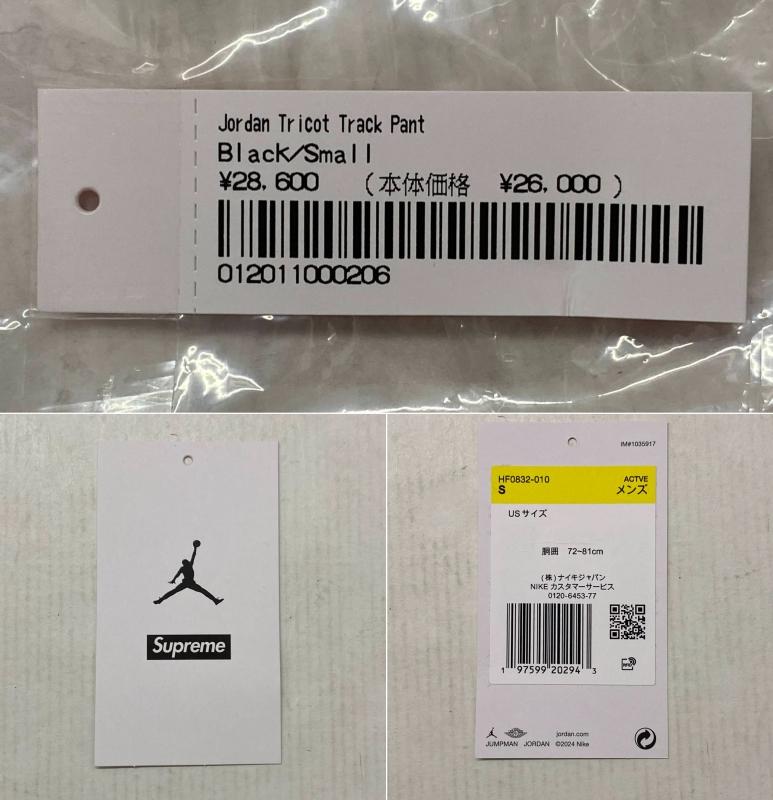 Jordan Tricot Track Pant
Black/Small
¥28,600 (本体価格 ¥26,000 )
012011000206
Supreme
IM#1035917
HF0832-010 ACTVE
S メンズ
USサイズ
胴囲 72~81cm
(株)ナイキジャパン
NIKE カスタマーサービス
0120-6453-77
1 97599 20294 3
jordan.com
JUMPMAN JORDAN ©2024 Nike